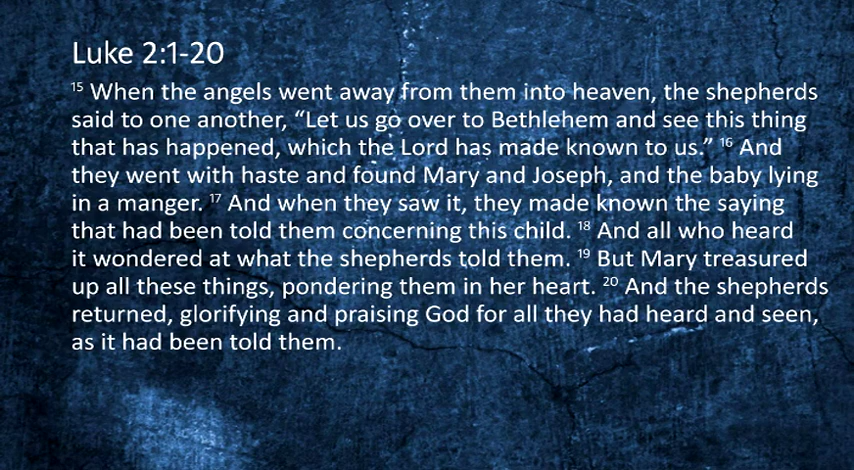 Luke 2:1-20
15 When the angels went away from them into heaven, the shepherds
said to one another, “Let us go over to Bethlehem and see this thing
that has happened, which the Lord has made known to us.” 16 And
they went with haste and found Mary and Joseph, and the baby lying
in a manger. 17 And when they saw it, they made known the saying
that had been told them concerning this child. 18 And all who heard
it wondered at what the shepherds told them. 19 But Mary treasured
up all these things, pondering them in her heart. 20 And the shepherds
returned, glorifying and praising God for all they had heard and seen,
as it had been told them.